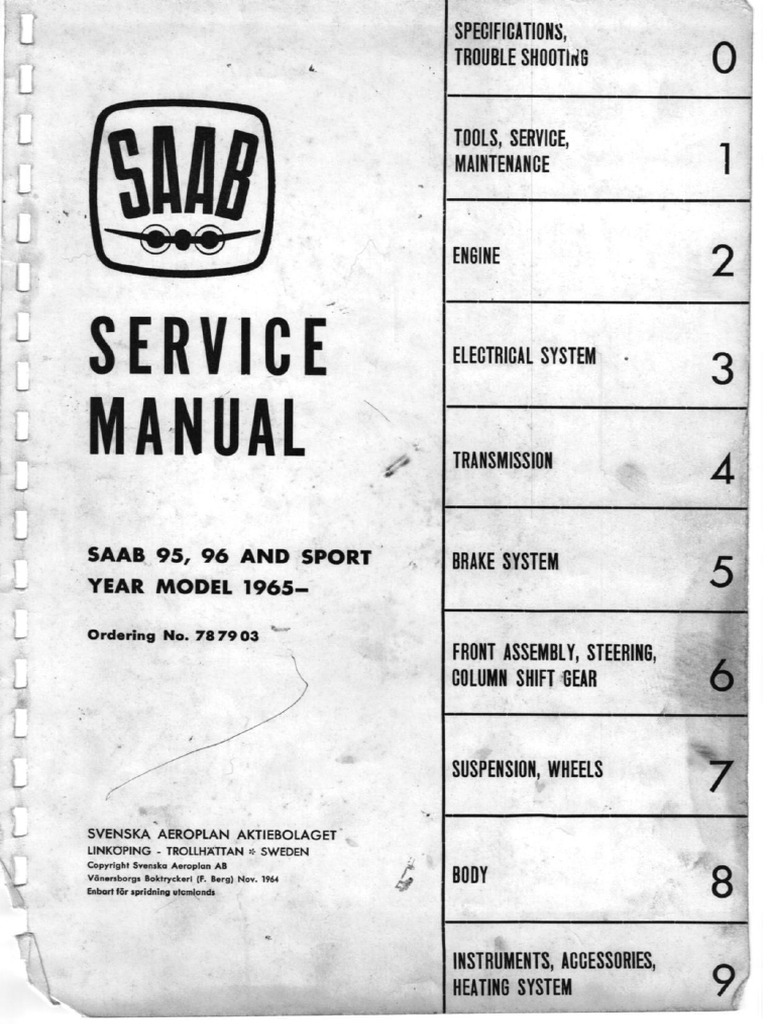 SAAB
SERVICE
MANUAL
SAAB 95, 96 AND SPORT
YEAR MODEL 1965–
Ordering No. 78 79 03
SVENSKA AEROPLAN AKTIEBOLAGET
LINKÖPING - TROLLHÄTTAN * SWEDEN
Copyright Svenska Aeroplan AB
Vänersborgs Boktryckeri (F. Berg) Nov. 1964
Enbart för spridning utomlands
SPECIFICATIONS,
TROUBLE SHOOTING 0
TOOLS, SERVICE,
MAINTENANCE 1
ENGINE 2
ELECTRICAL SYSTEM 3
TRANSMISSION 4
BRAKE SYSTEM 5
FRONT ASSEMBLY, STEERING,
COLUMN SHIFT GEAR 6
SUSPENSION, WHEELS 7
BODY 8
INSTRUMENTS, ACCESSORIES,
HEATING SYSTEM 9